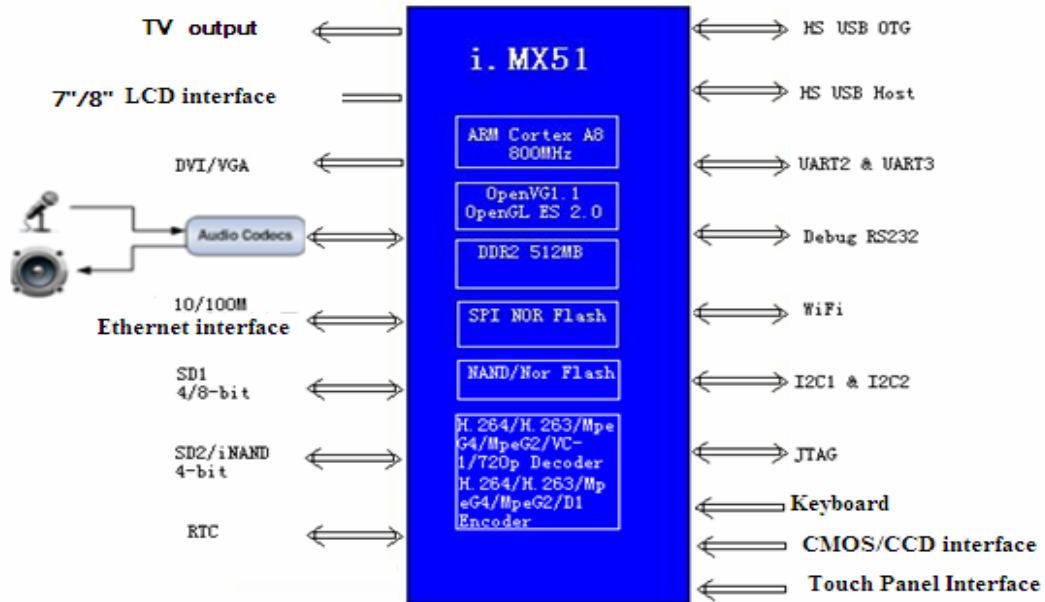 TV output
7"/8" LCD interface
DVI/VGA
Audio Codecs
10/100M
Ethernet interface
SD1
4/8-bit
SD2/iNAND
4-bit
RTC
i.MX51
ARM Cortex A8
800MHz
OpenVG1.1
OpenGL ES 2.0
DDR2 512MB
SPI NOR Flash
NAND/Nor Flash
H.264/H.263/Mpe
G4/MpeG2/VC-
1/720p Decoder
H.264/H.263/Mp
eG4/MpeG2/D1
Encoder
HS USB OTG
HS USB Host
UART2 & UART3
Debug RS232
WiFi
I2C1 & I2C2
JTAG
Keyboard
CMOS/CCD interface
Touch Panel Interface